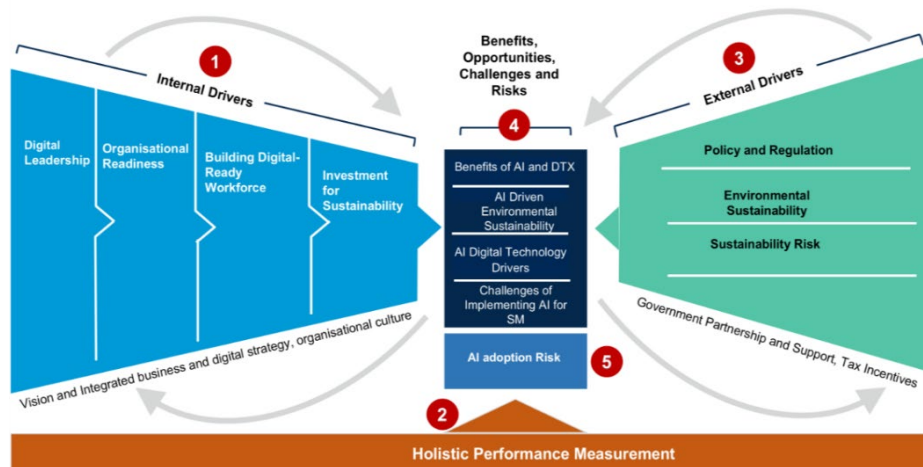 1
Internal Drivers
Digital
Leadership
Organisational
Readiness
Building Digital-
Ready
Workforce
Investment
for
Sustainability
Vision and Integrated business and digital strategy, organisational culture
Benefits,
Opportunities,
Challenges and
Risks
4
Benefits of AI and DTX
AI Driven
Environmental
Sustainability
AI Digital Technology
Drivers
Challenges of
Implementing AI for
SM
AI adoption Risk
5
3
External Drivers
Policy and Regulation
Environmental
Sustainability
Sustainability Risk
Government Partnership and Support, Tax Incentives
2
Holistic Performance Measurement